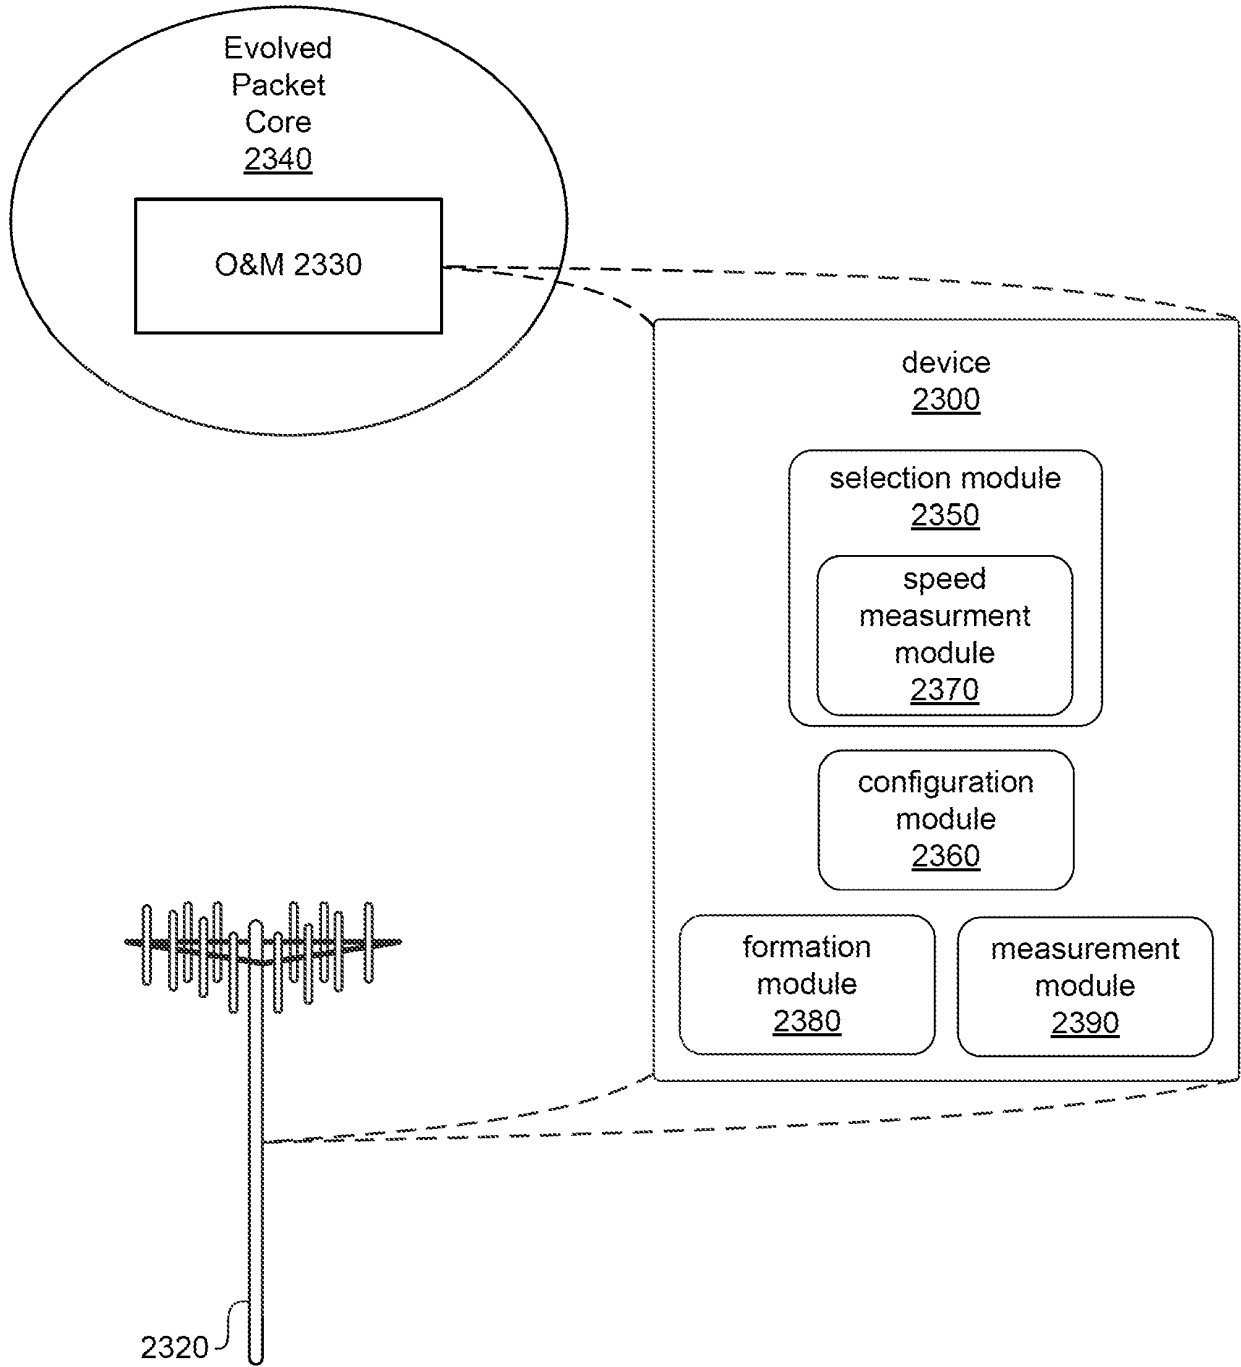 Evolved
Packet
Core
2340
O&M 2330
device
2300
selection module
2350
speed
measurment
module
2370
configuration
module
2360
formation
module
2380
measurement
module
2390
2320